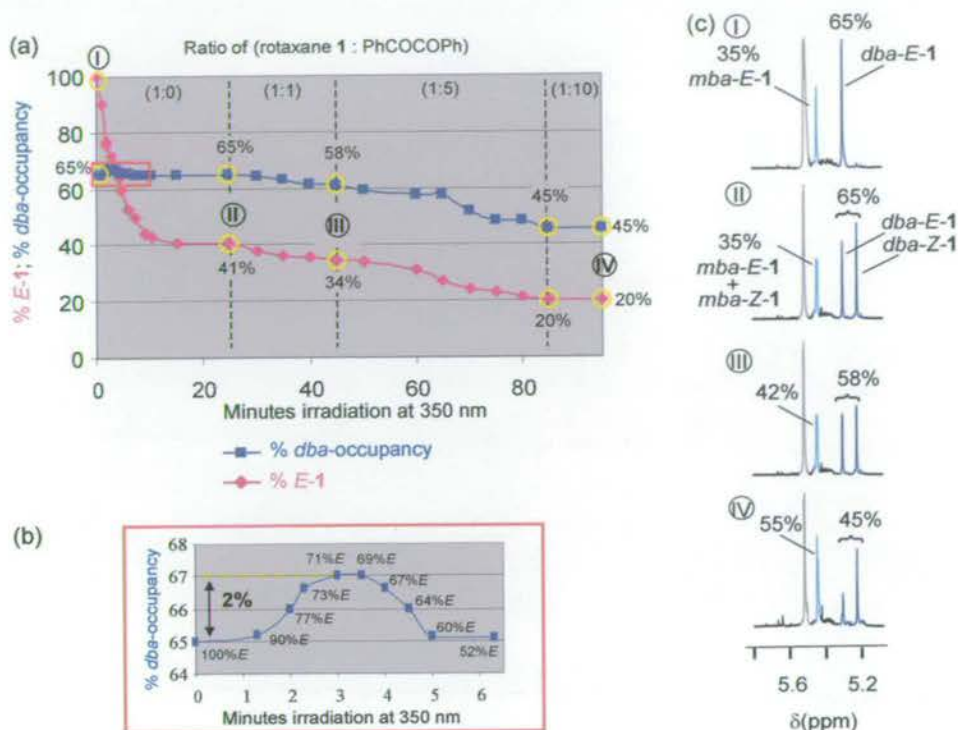 (a)
Ratio of (rotaxane 1 : PhCOCOPh)
I
(1:0) (1:1) (1:5) (1:10)
100
80
60
40
20
0
65%
65%
58%
45%
45%
II
III
IV
41%
34%
20%
20%
0 20 40 60 80
% E-1; % dba-occupancy
Minutes irradiation at 350 nm
% dba-occupancy
% E-1
(b)
68
67
66
65
64
% dba-occupancy
2%
100%E
90%E
77%E
73%E
71%E
69%E
67%E
64%E
60%E
52%E
0 1 2 3 4 5 6
Minutes irradiation at 350 nm
(c)
I
65%
35%
mba-E-1
dba-E-1
II
65%
35%
mba-E-1
+
mba-Z-1
dba-E-1
dba-Z-1
III
42%
58%
IV
55%
45%
5.6 5.2
δ(ppm)